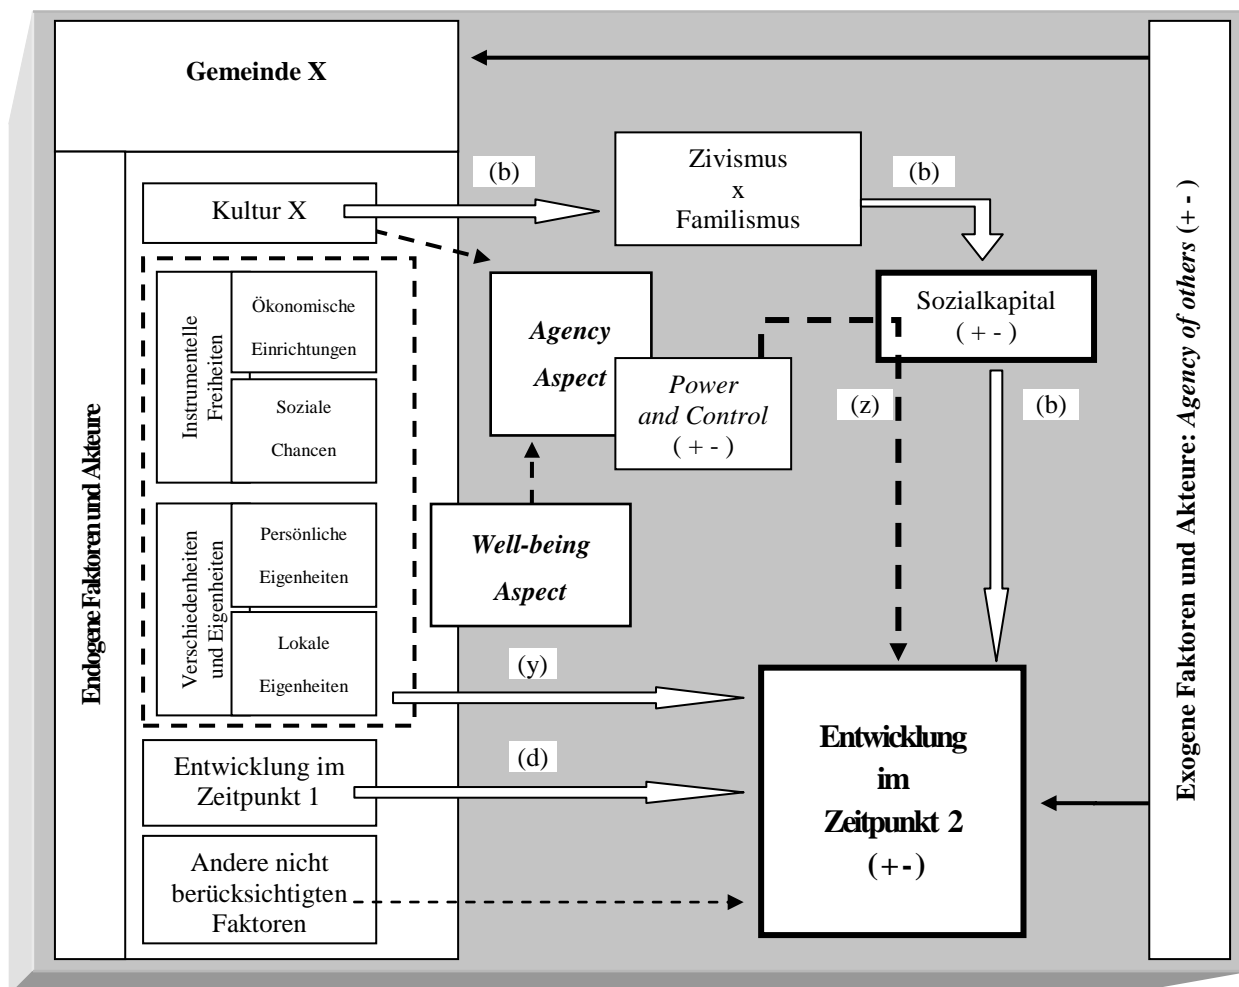 Gemeinde X
Endogene Faktoren und Akteure
Kultur X
(b)
Zivismus
x
Familismus
(b)
Instrumentelle
Freiheiten
Ökonomische
Einrichtungen
Soziale
Chancen
Agency
Aspect
Power
and Control
( + - )
Sozialkapital
( + - )
(z)
(b)
Verschiedenheiten
und Eigenheiten
Persönliche
Eigenheiten
Lokale
Eigenheiten
Well-being
Aspect
(y)
Entwicklung im
Zeitpunkt 1
(d)
Entwicklung
im
Zeitpunkt 2
(+-)
Andere nicht
berücksichtigten
Faktoren
Exogene Faktoren und Akteure: Agency of others (+ -)